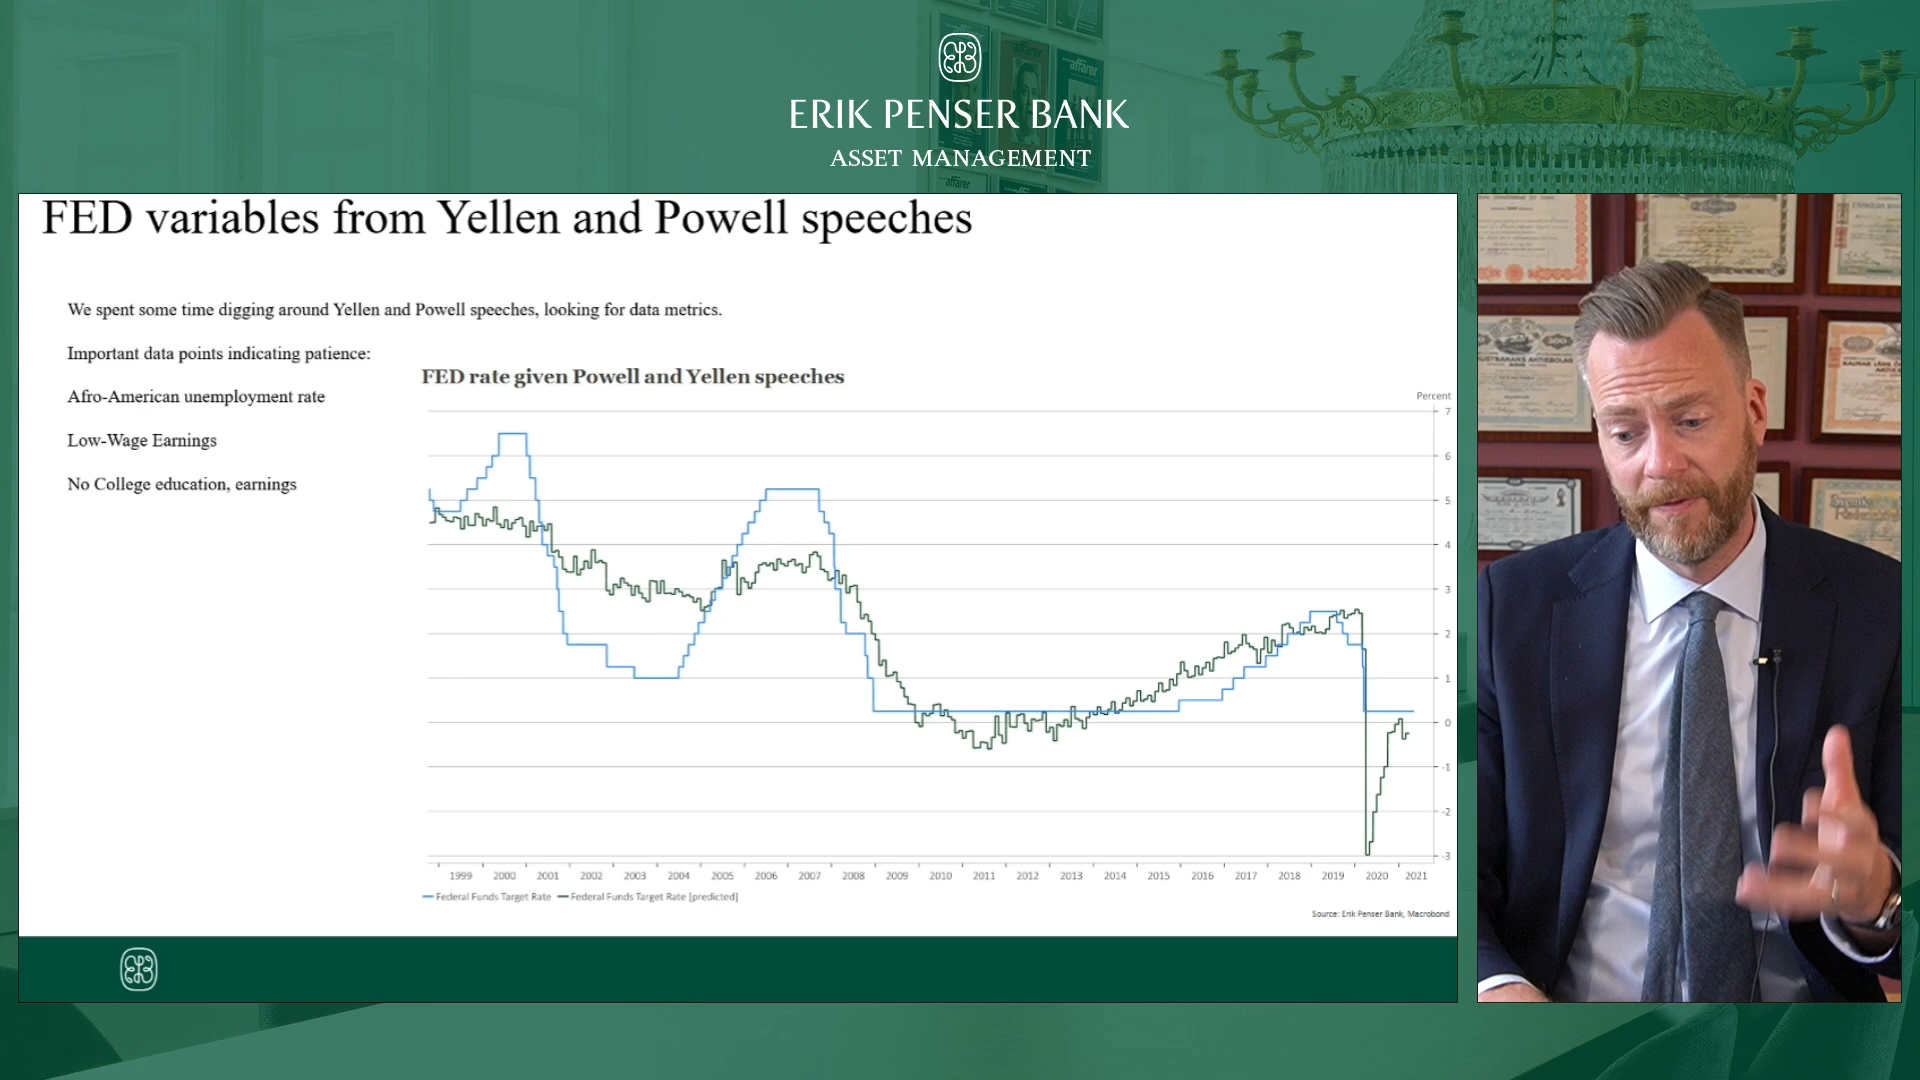 affärer
affärer
ERIK PENSER BANK
ASSET MANAGEMENT
affärer
FED variables from Yellen and Powell speeches
We spent some time digging around Yellen and Powell speeches, looking for data metrics.
Important data points indicating patience:
Afro-American unemployment rate
Low-Wage Earnings
No College education, earnings
FED rate given Powell and Yellen speeches
Percent
7
6
5
4
3
2
1
0
-1
-2
-3
1999 2000 2001 2002 2003 2004 2005 2006 2007 2008 2009 2010 2011 2012 2013 2014 2015 2016 2017 2018 2019 2020 2021
Federal Funds Target Rate Federal Funds Target Rate [predicted]
Source: Erik Penser Bank, Macrobond